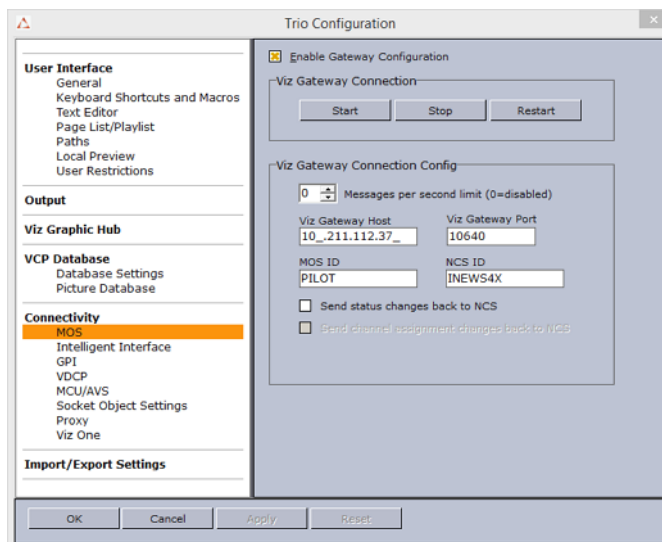 Trio Configuration
User Interface
General
Keyboard Shortcuts and Macros
Text Editor
Page List/Playlist
Paths
Local Preview
User Restrictions
Output
Viz Graphic Hub
VCP Database
Database Settings
Picture Database
Connectivity
MOS
Intelligent Interface
GPI
VDCP
MCU/AVS
Socket Object Settings
Proxy
Viz One
Import/Export Settings
Enable Gateway Configuration
Viz Gateway Connection
Start Stop Restart
Viz Gateway Connection Config
0 Messages per second limit (0=disabled)
Viz Gateway Host Viz Gateway Port
10_.211.112.37_ 10640
MOS ID NCS ID
PILOT INEWS4X
Send status changes back to NCS
Send channel assignment changes back to NCS
OK Cancel Apply Reset